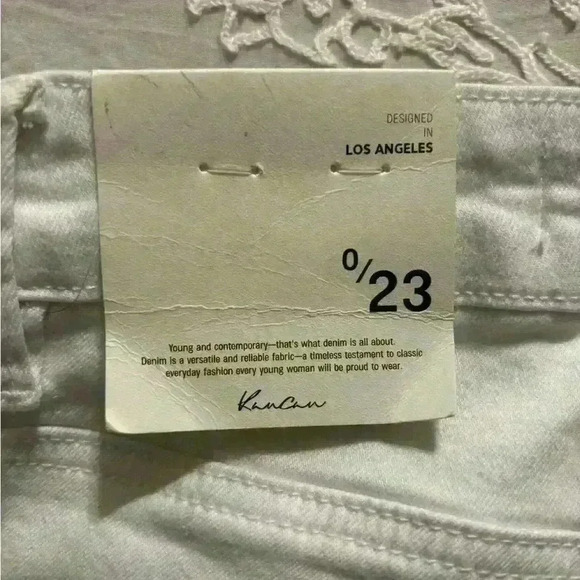 DESIGNED
IN
LOS ANGELES
0/23
Young and contemporary—that's what denim is all about.
Denim is a versatile and reliable fabric—a timeless testament to classic
everyday fashion every young woman will be proud to wear.
KanCan